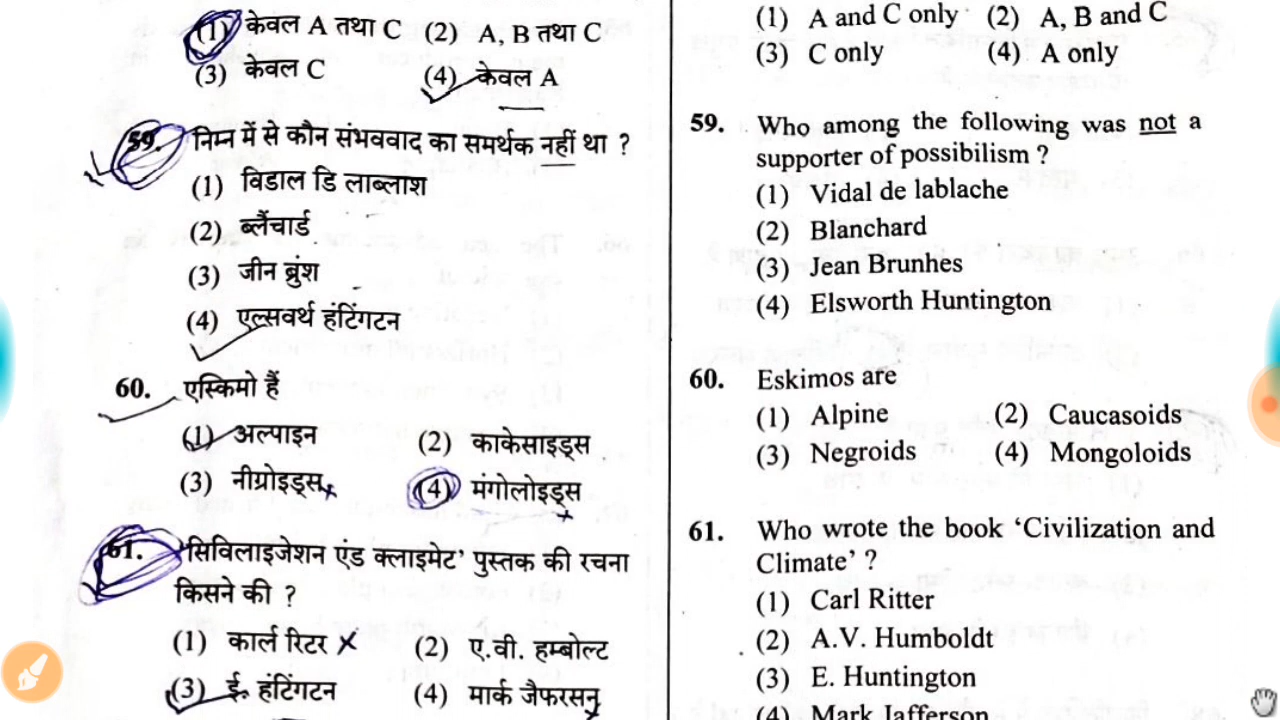 (1) केवल A तथा C (2) A, B तथा C
(3) केवल C (4) केवल A
59. निम्न में से कौन संभववाद का समर्थक नहीं था ?
(1) विडाल डि लाब्लाश
(2) ब्लैंचार्ड
(3) जीन ब्रुंश
(4) एल्सवर्थ हंटिंगटन
60. एस्किमो हैं
(1) अल्पाइन (2) काकेसाइड्स
(3) नीग्रोइड्स (4) मंगोलोइड्स
61. 'सिविलाइजेशन एंड क्लाइमेट' पुस्तक की रचना
किसने की ?
(1) कार्ल रिटर (2) ए.वी. हम्बोल्ट
(3) ई. हंटिंगटन (4) मार्क जैफरसन
(1) A and C only (2) A, B and C
(3) C only (4) A only
59. Who among the following was not a
supporter of possibilism ?
(1) Vidal de lablache
(2) Blanchard
(3) Jean Brunhes
(4) Elsworth Huntington
60. Eskimos are
(1) Alpine (2) Caucasoids
(3) Negroids (4) Mongoloids
61. Who wrote the book 'Civilization and
Climate' ?
(1) Carl Ritter
(2) A.V. Humboldt
(3) E. Huntington
(4) Mark Jafferson